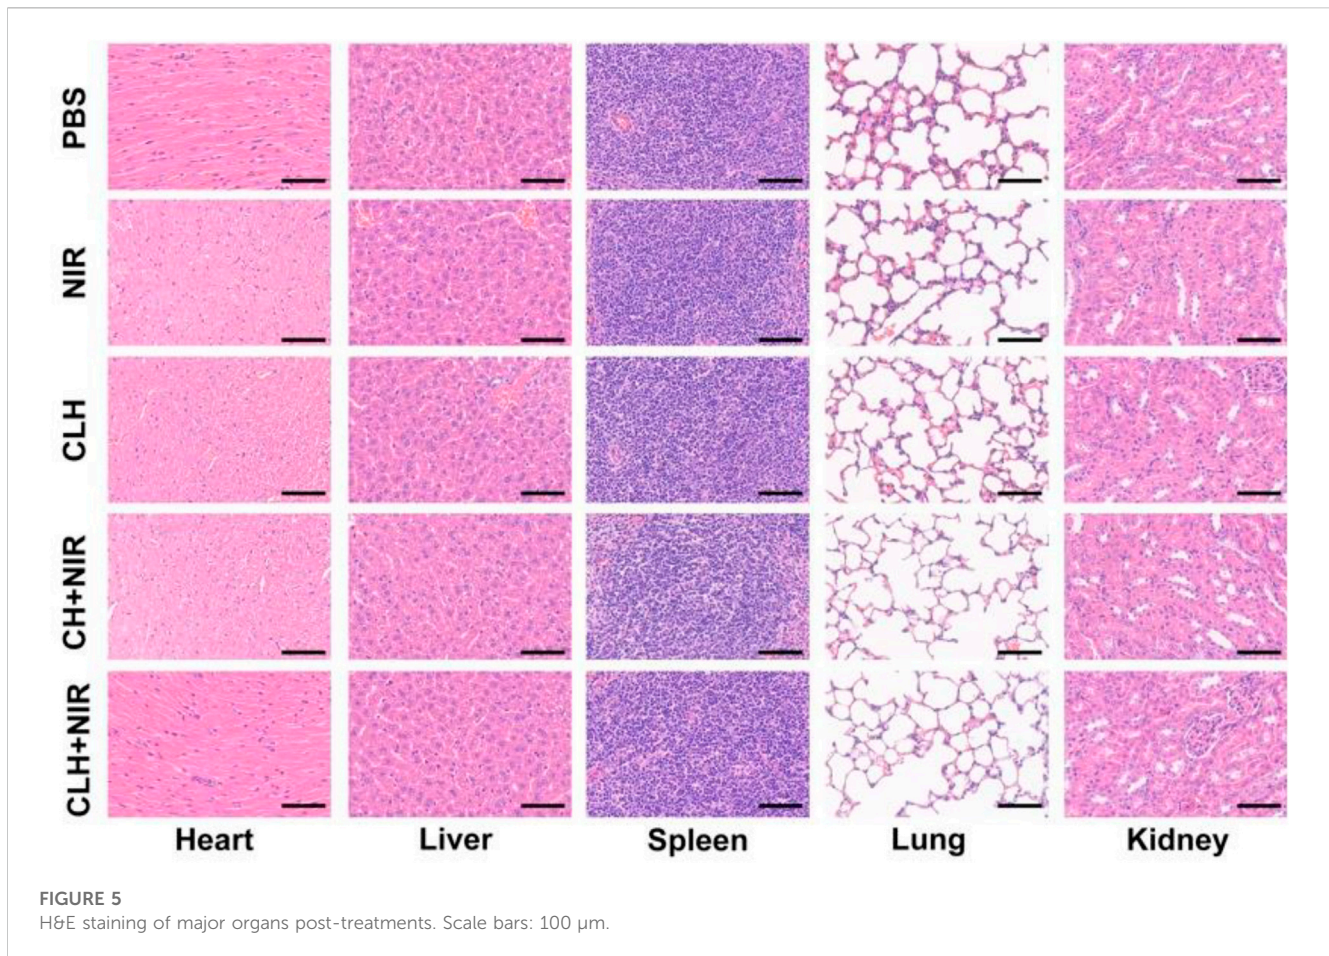 PBS
NIR
CLH
CH+NIR
CLH+NIR
Heart Liver Spleen Lung Kidney
FIGURE 5
H&E staining of major organs post-treatments. Scale bars: 100 µm.